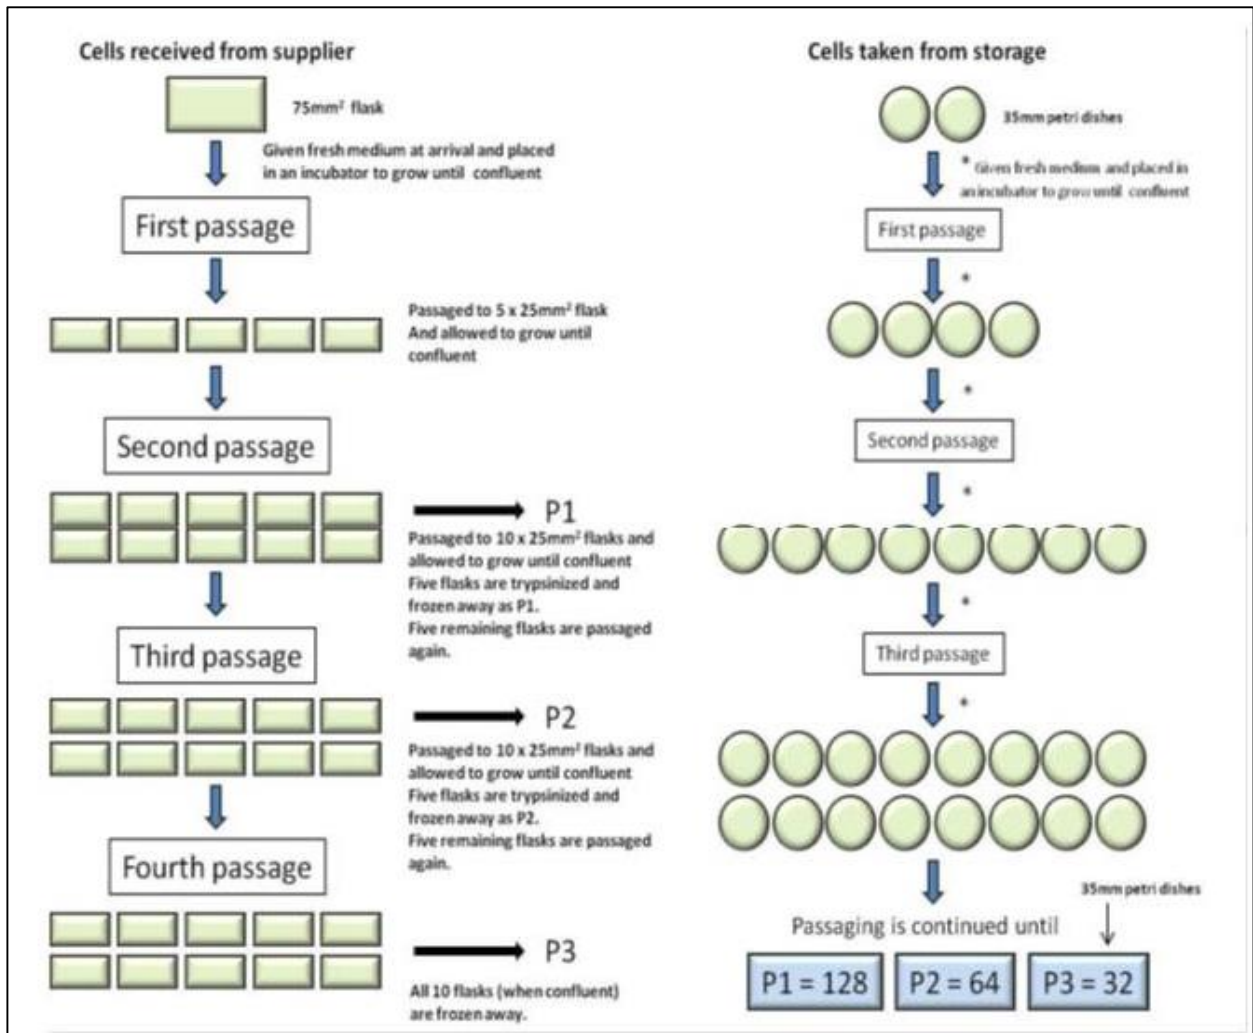 Cells received from supplier
75mm² flask
Given fresh medium at arrival and placed
in an incubator to grow until confluent
First passage
Passaged to 5 x 25mm² flask
And allowed to grow until
confluent
Second passage
P1
Passaged to 10 x 25mm² flasks and
allowed to grow until confluent
Five flasks are trypsinized and
frozen away as P1.
Five remaining flasks are passaged
again.
Third passage
P2
Passaged to 10 x 25mm² flasks and
allowed to grow until confluent
Five flasks are trypsinized and
frozen away as P2.
Five remaining flasks are passaged
again.
Fourth passage
P3
All 10 flasks (when confluent)
are frozen away.
Cells taken from storage
35mm petri dishes
* Given fresh medium and placed in
an incubator to grow until confluent
First passage
*
*
Second passage
*
*
Third passage
*
35mm petri dishes
Passaging is continued until
P1 = 128
P2 = 64
P3 = 32